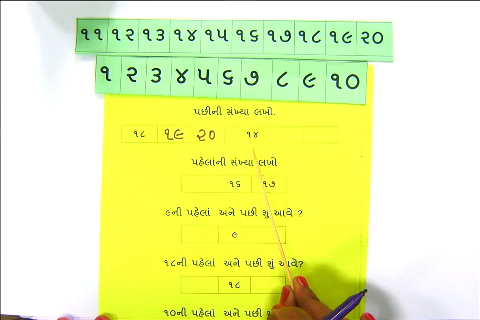 ૧૧ ૧૨ ૧૩ ૧૪ ૧૫ ૧૬ ૧૭ ૧૮ ૧૯ ૨૦
૧ ૨ ૩ ૪ ૫ ૬ ૭ ૮ ૯ ૧૦
પછીની સંખ્યા લખો.
૧૮ ૧૯ ૨૦ ૧૪
પહેલાંની સંખ્યા લખો
૧૬ ૧૭
૯ની પહેલાં અને પછી શું આવે ?
૯
૧૮ની પહેલાં અને પછી શું આવે?
૧૮
૧૦ની પહેલાં અને પછી